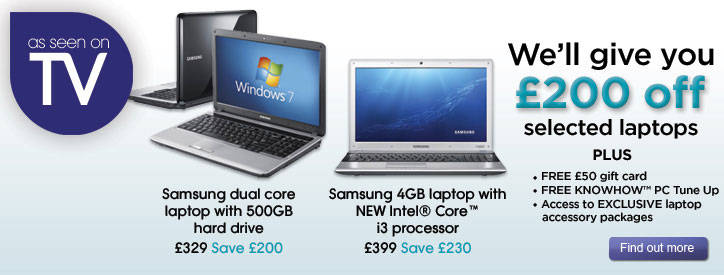 as seen on
TV
SAMSUNG
Windows 7
SAMSUNG
SAMSUNG
Samsung dual core
laptop with 500GB
hard drive
£329 Save £200
Samsung 4GB laptop with
NEW Intel® Core™
i3 processor
£399 Save £230
We'll give you
£200 off
selected laptops
PLUS
• FREE £50 gift card
• FREE KNOWHOW™ PC Tune Up
• Access to EXCLUSIVE laptop
accessory packages
Find out more